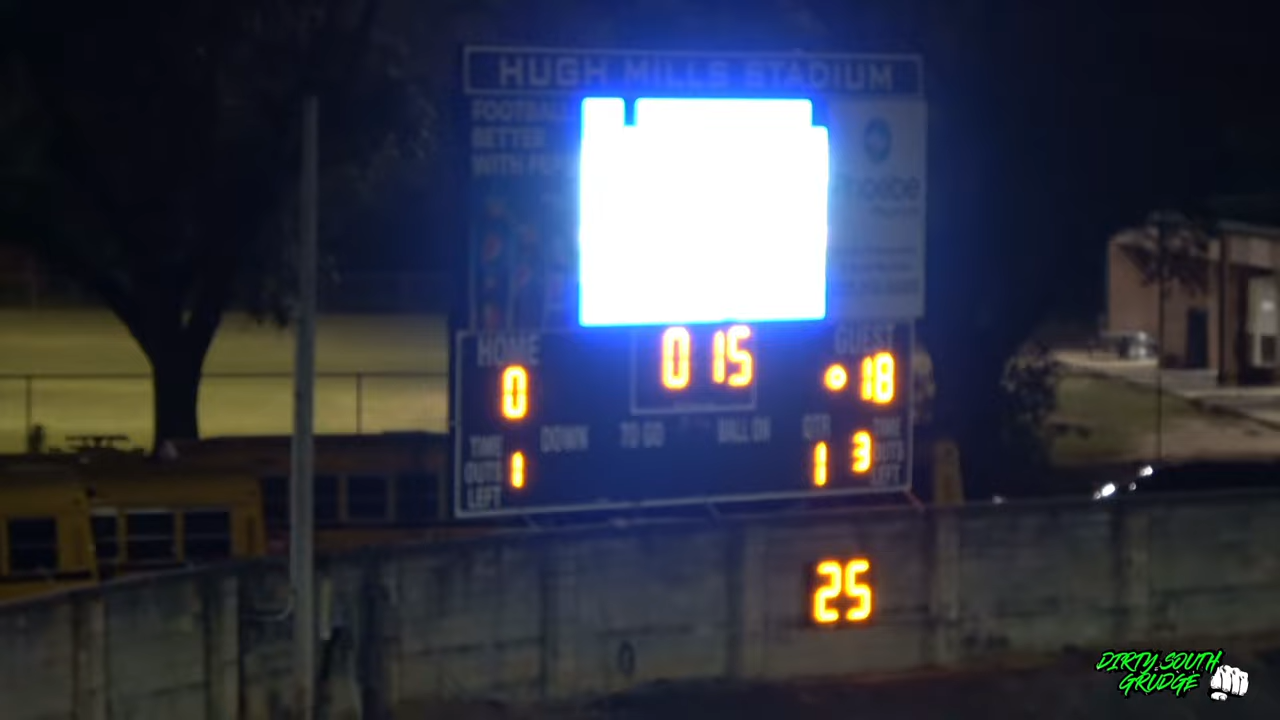 HUGH MILLS STADIUM
FOOTBALL
BETTER
WITH
HOME
0
0 15
GUEST
18
DOWN
TO GO
BALL ON
QTR
1
TIME
OUTS
LEFT
1
3
TIME
OUTS
LEFT
25
DIRTY SOUTH
GRUDGE